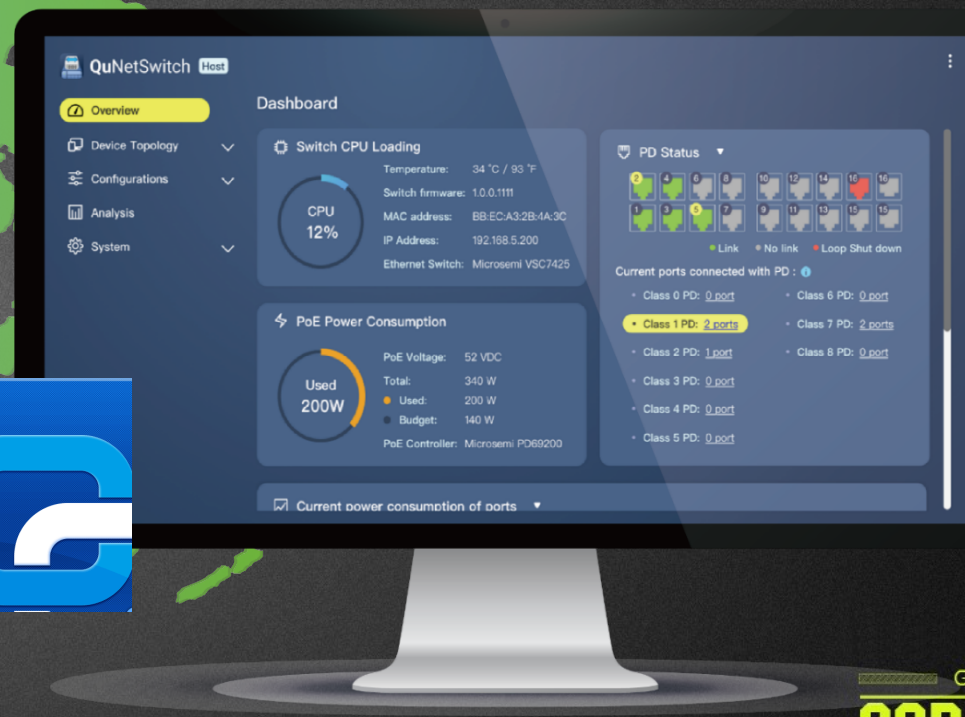 QuNetSwitch Host
Overview
Device Topology
Configurations
Analysis
System
Dashboard
Switch CPU Loading
CPU
12%
Temperature: 34 °C / 93 °F
Switch firmware: 1.0.0.1111
MAC address: BB:EC:A3:2B:4A:3C
IP Address: 192.168.5.200
Ethernet Switch: Microsemi VSC7425
PoE Power Consumption
Used
200W
PoE Voltage: 52 VDC
Total: 340 W
Used: 200 W
Budget: 140 W
PoE Controller: Microsemi PD69200
PD Status
2 4 6 8 10 12 14 16 16
1 3 5 7 9 11 13 15 15
Link No link Loop Shut down
Current ports connected with PD :
Class 0 PD: 0 port
Class 1 PD: 2 ports
Class 2 PD: 1 port
Class 3 PD: 0 port
Class 4 PD: 0 port
Class 5 PD: 0 port
Class 6 PD: 0 port
Class 7 PD: 2 ports
Class 8 PD: 0 port
Current power consumption of ports